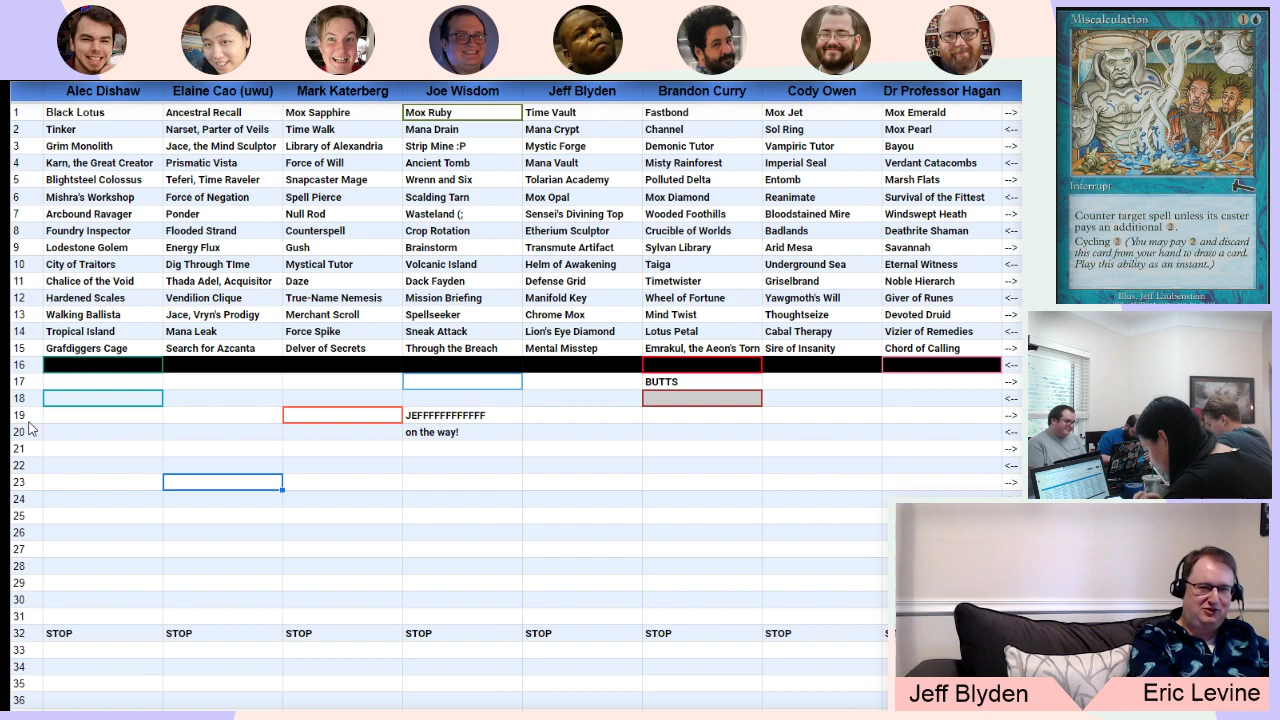 Alec Dishaw Elaine Cao (uwu) Mark Katerberg Joe Wisdom Jeff Blyden Brandon Curry Cody Owen Dr Professor Hagan
1 Black Lotus Ancestral Recall Mox Sapphire Mox Ruby Time Vault Fastbond Mox Jet Mox Emerald -->
2 Tinker Narset, Parter of Veils Time Walk Mana Drain Mana Crypt Channel Sol Ring Mox Pearl <--
3 Grim Monolith Jace, the Mind Sculptor Library of Alexandria Strip Mine :P Mystic Forge Demonic Tutor Vampiric Tutor Bayou -->
4 Karn, the Great Creator Prismatic Vista Force of Will Ancient Tomb Mana Vault Misty Rainforest Imperial Seal Verdant Catacombs <--
5 Blightsteel Colossus Teferi, Time Raveler Snapcaster Mage Wrenn and Six Tolarian Academy Polluted Delta Entomb Marsh Flats -->
6 Mishra's Workshop Force of Negation Spell Pierce Scalding Tarn Mox Opal Mox Diamond Reanimate Survival of the Fittest <--
7 Arcbound Ravager Ponder Null Rod Wasteland (; Sensei's Divining Top Wooded Foothills Bloodstained Mire Windswept Heath -->
8 Foundry Inspector Flooded Strand Counterspell Crop Rotation Etherium Sculptor Crucible of Worlds Badlands Deathrite Shaman <--
9 Lodestone Golem Energy Flux Gush Brainstorm Transmute Artifact Sylvan Library Arid Mesa Savannah -->
10 City of Traitors Dig Through TIme Mystical Tutor Volcanic Island Helm of Awakening Taiga Underground Sea Eternal Witness <--
11 Chalice of the Void Thada Adel, Acquisitor Daze Dack Fayden Defense Grid Timetwister Griselbrand Noble Hierarch -->
12 Hardened Scales Vendilion Clique True-Name Nemesis Mission Briefing Manifold Key Wheel of Fortune Yawgmoth's Will Giver of Runes <--
13 Walking Ballista Jace, Vryn's Prodigy Merchant Scroll Spellseeker Chrome Mox Mind Twist Thoughtseize Devoted Druid -->
14 Tropical Island Mana Leak Force Spike Sneak Attack Lion's Eye Diamond Lotus Petal Cabal Therapy Vizier of Remedies <--
15 Grafdiggers Cage Search for Azcanta Delver of Secrets Through the Breach Mental Misstep Emrakul, the Aeon's Torn Sire of Insanity Chord of Calling -->
16 <--
17 BUTTS -->
18 <--
19 JEFFFFFFFFFFFF -->
20 on the way! <--
21 -->
22 <--
23 -->
24
25
26
27
28
29
30
31
32 STOP STOP STOP STOP STOP STOP STOP
33
34
35
36
Miscalculation 1
Interrupt
Counter target spell unless its caster
pays an additional 2.
Cycling 2 (You may pay 2 and discard
this card from your hand to draw a card.
Play this ability as an instant.)
Illus. Jeff Laubenstein
Jeff Blyden Eric Levine